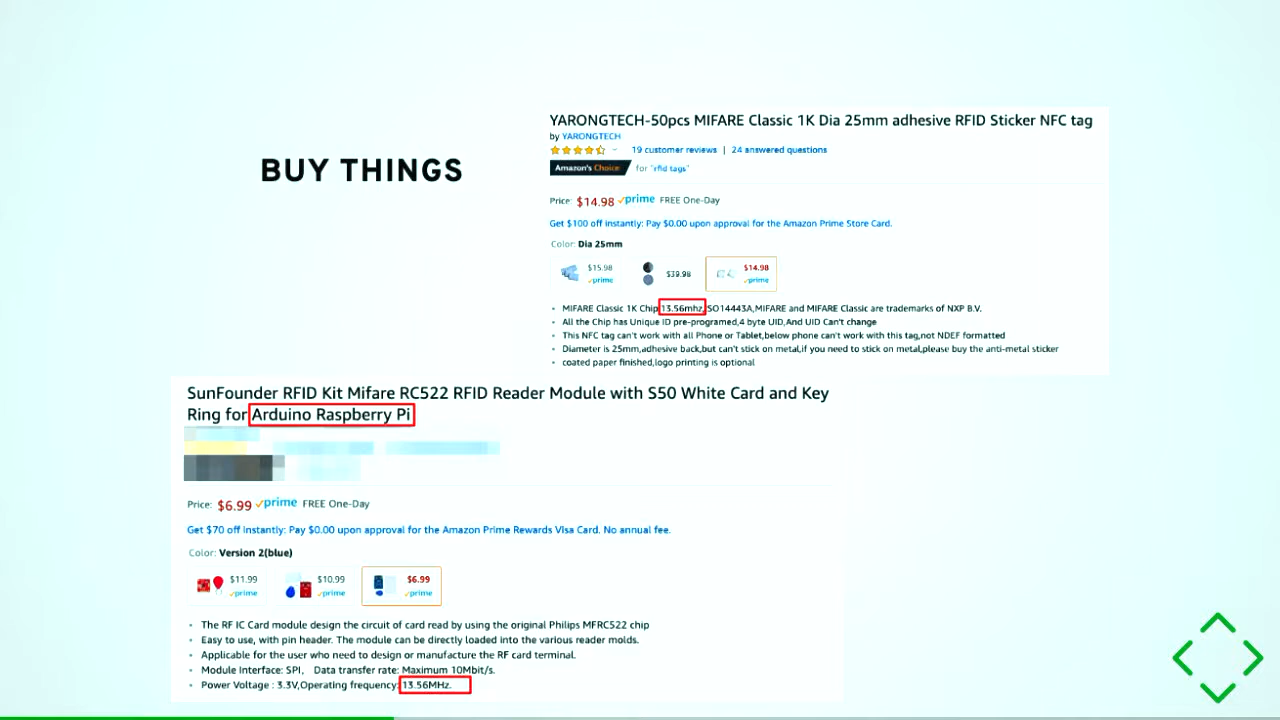 BUY THINGS
YARONGTECH-50pcs MIFARE Classic 1K Dia 25mm adhesive RFID Sticker NFC tag
by YARONGTECH
19 customer reviews | 24 answered questions
Amazon's Choice for "rfid tags"
Price: $14.98 prime FREE One-Day
Get $100 off instantly: Pay $0.00 upon approval for the Amazon Prime Store Card.
Color: Dia 25mm
$15.98 prime $39.98 $14.98 prime
• MIFARE Classic 1K Chip 13.56mhz,ISO14443A,MIFARE and MIFARE Classic are trademarks of NXP B.V.
• All the Chip has Unique ID pre-programed,4 byte UID,And UID Can't change
• This NFC tag can't work with all Phone or Tablet,below phone can't work with this tag,not NDEF formatted
• Diameter is 25mm,adhesive back,but can't stick on metal,if you need to stick on metal,please buy the anti-metal sticker
• coated paper finished,logo printing is optional
SunFounder RFID Kit Mifare RC522 RFID Reader Module with S50 White Card and Key
Ring for Arduino Raspberry Pi
Price: $6.99 prime FREE One-Day
Get $70 off instantly: Pay $0.00 upon approval for the Amazon Prime Rewards Visa Card. No annual fee.
Color: Version 2(blue)
$11.99 prime $10.99 prime $6.99 prime
• The RF IC Card module design the circuit of card read by using the original Philips MFRC522 chip
• Easy to use, with pin header. The module can be directly loaded into the various reader molds.
• Applicable for the user who need to design or manufacture the RF card terminal.
• Module Interface: SPI, Data transfer rate: Maximum 10Mbit/s.
• Power Voltage : 3.3V,Operating frequency: 13.56MHz.